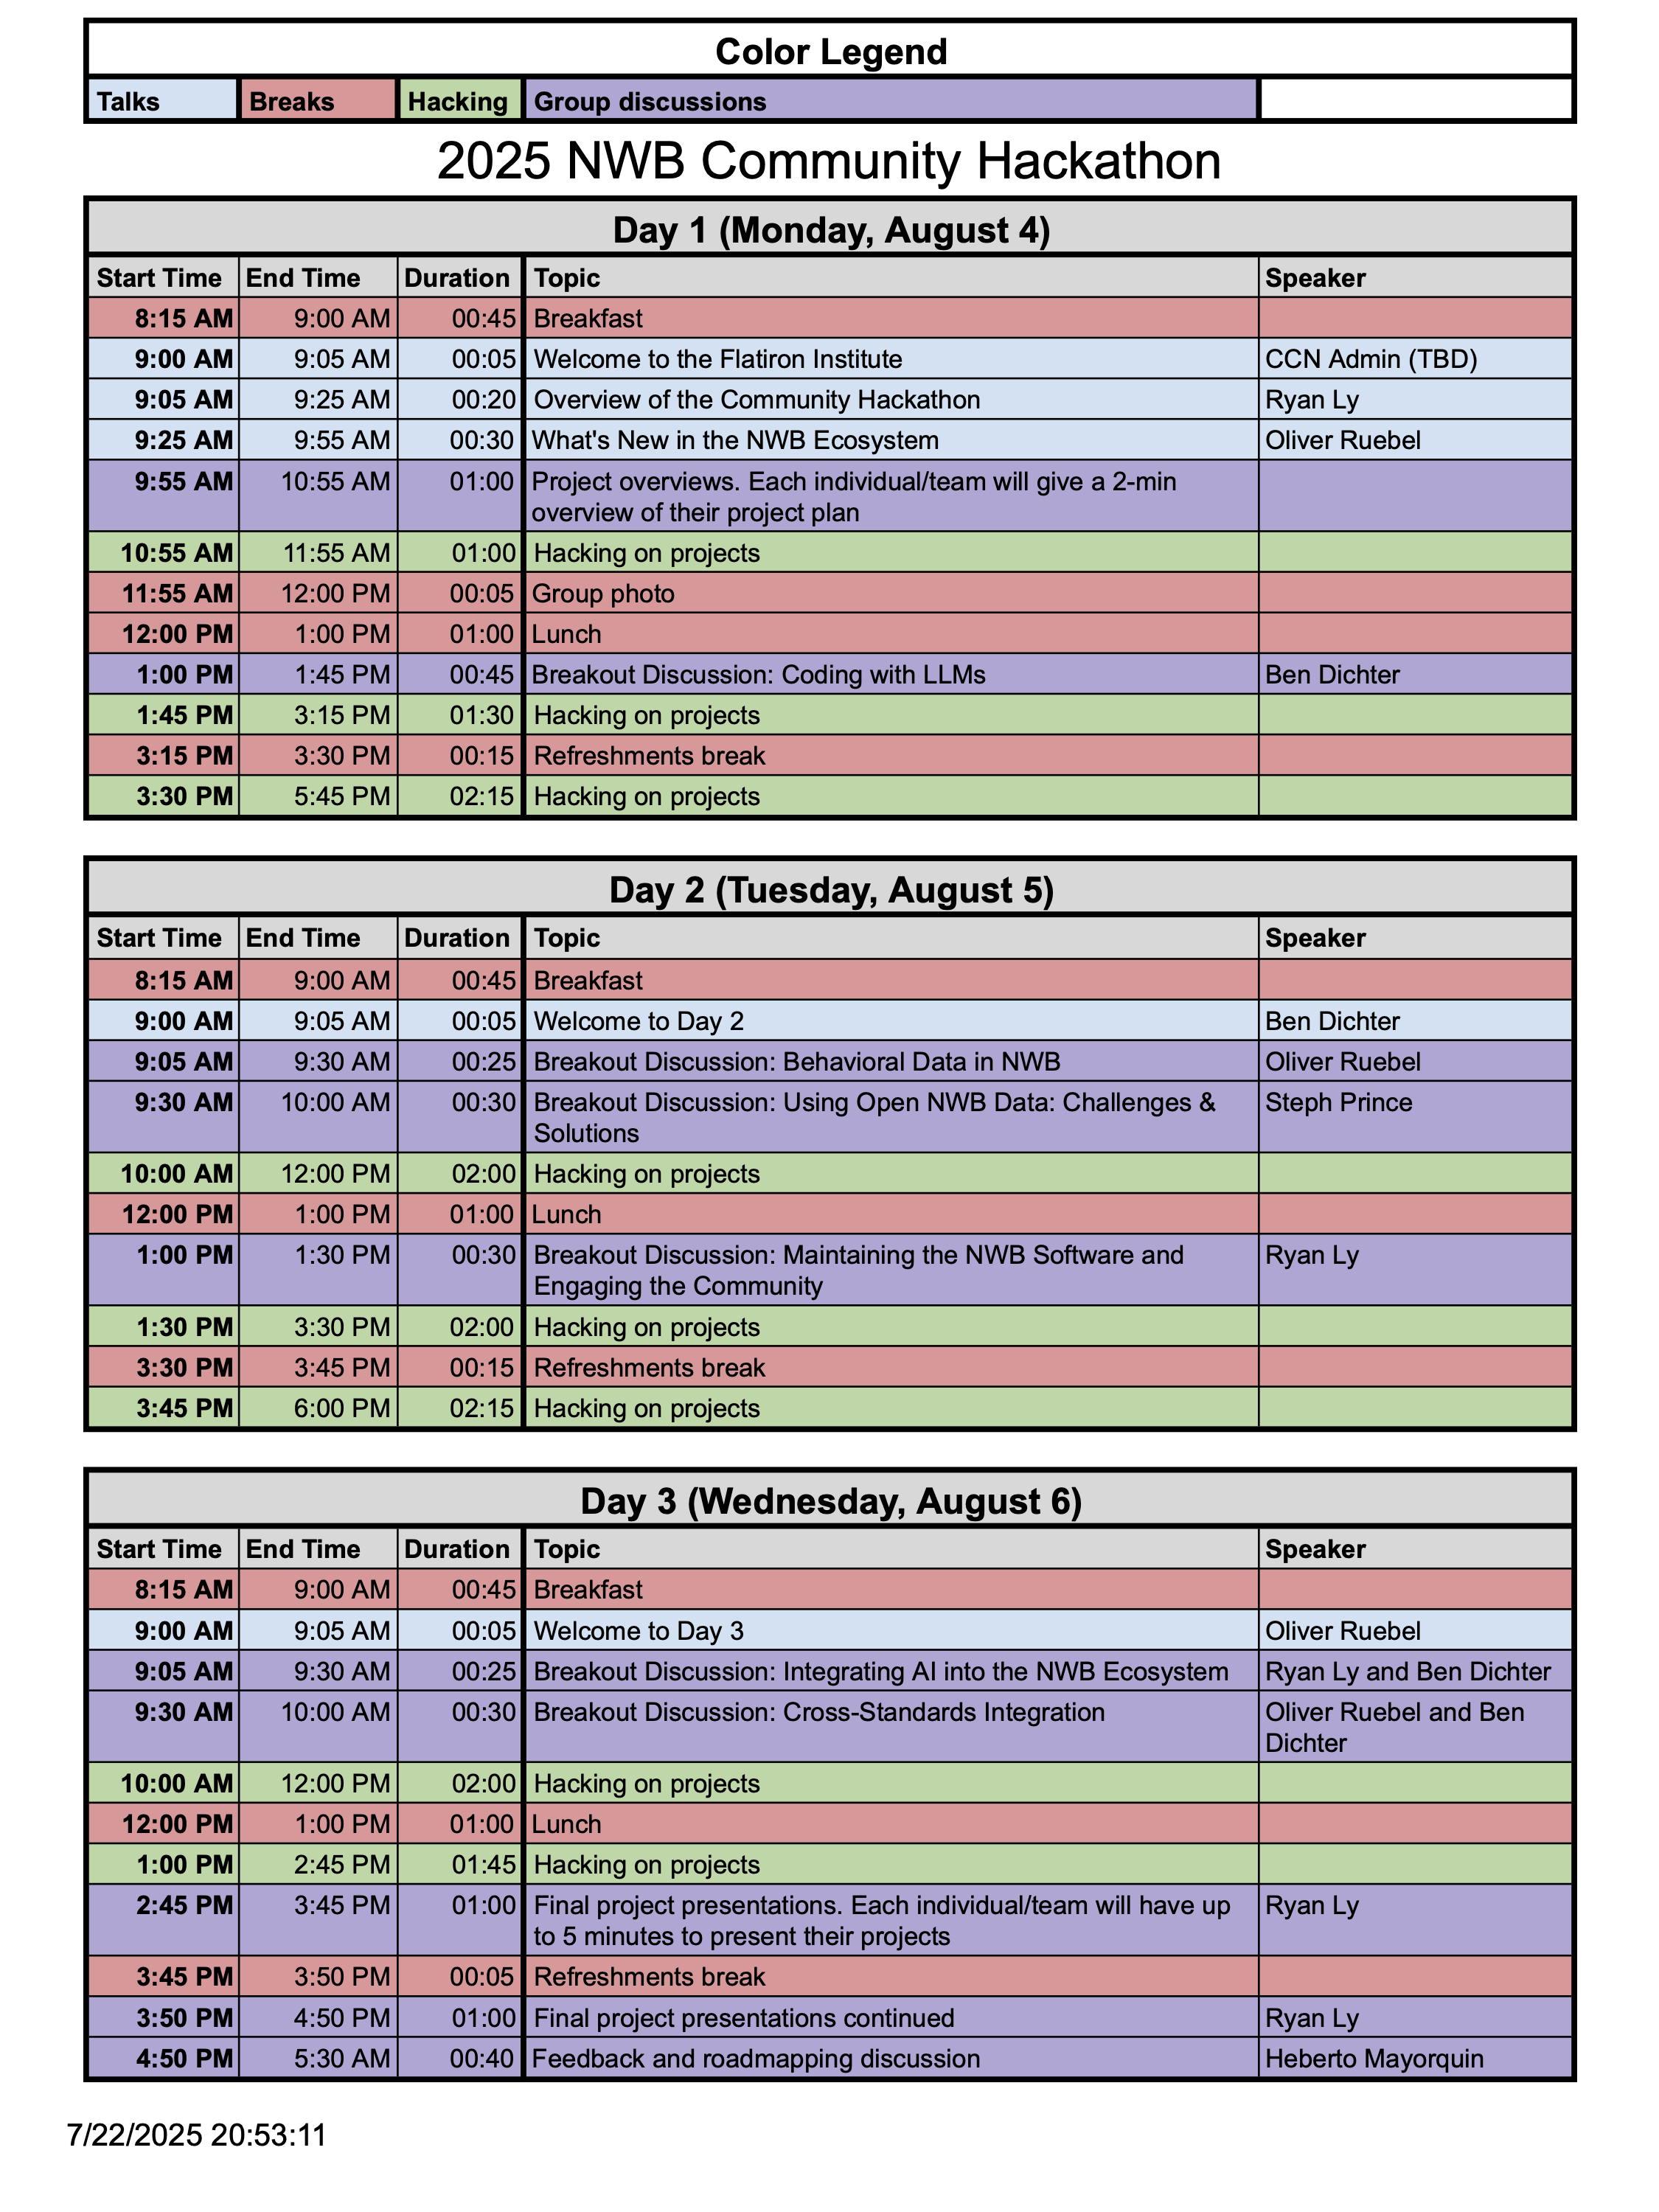 Color Legend
Talks Breaks Hacking Group discussions
2025 NWB Community Hackathon
Day 1 (Monday, August 4)
Start Time End Time Duration Topic Speaker
8:15 AM 9:00 AM 00:45 Breakfast
9:00 AM 9:05 AM 00:05 Welcome to the Flatiron Institute CCN Admin (TBD)
9:05 AM 9:25 AM 00:20 Overview of the Community Hackathon Ryan Ly
9:25 AM 9:55 AM 00:30 What's New in the NWB Ecosystem Oliver Ruebel
9:55 AM 10:55 AM 01:00 Project overviews. Each individual/team will give a 2-min
overview of their project plan
10:55 AM 11:55 AM 01:00 Hacking on projects
11:55 AM 12:00 PM 00:05 Group photo
12:00 PM 1:00 PM 01:00 Lunch
1:00 PM 1:45 PM 00:45 Breakout Discussion: Coding with LLMs Ben Dichter
1:45 PM 3:15 PM 01:30 Hacking on projects
3:15 PM 3:30 PM 00:15 Refreshments break
3:30 PM 5:45 PM 02:15 Hacking on projects
Day 2 (Tuesday, August 5)
Start Time End Time Duration Topic Speaker
8:15 AM 9:00 AM 00:45 Breakfast
9:00 AM 9:05 AM 00:05 Welcome to Day 2 Ben Dichter
9:05 AM 9:30 AM 00:25 Breakout Discussion: Behavioral Data in NWB Oliver Ruebel
9:30 AM 10:00 AM 00:30 Breakout Discussion: Using Open NWB Data: Challenges & Steph Prince
Solutions
10:00 AM 12:00 PM 02:00 Hacking on projects
12:00 PM 1:00 PM 01:00 Lunch
1:00 PM 1:30 PM 00:30 Breakout Discussion: Maintaining the NWB Software and Ryan Ly
Engaging the Community
1:30 PM 3:30 PM 02:00 Hacking on projects
3:30 PM 3:45 PM 00:15 Refreshments break
3:45 PM 6:00 PM 02:15 Hacking on projects
Day 3 (Wednesday, August 6)
Start Time End Time Duration Topic Speaker
8:15 AM 9:00 AM 00:45 Breakfast
9:00 AM 9:05 AM 00:05 Welcome to Day 3 Oliver Ruebel
9:05 AM 9:30 AM 00:25 Breakout Discussion: Integrating AI into the NWB Ecosystem Ryan Ly and Ben Dichter
9:30 AM 10:00 AM 00:30 Breakout Discussion: Cross-Standards Integration Oliver Ruebel and Ben
Dichter
10:00 AM 12:00 PM 02:00 Hacking on projects
12:00 PM 1:00 PM 01:00 Lunch
1:00 PM 2:45 PM 01:45 Hacking on projects
2:45 PM 3:45 PM 01:00 Final project presentations. Each individual/team will have up Ryan Ly
to 5 minutes to present their projects
3:45 PM 3:50 PM 00:05 Refreshments break
3:50 PM 4:50 PM 01:00 Final project presentations continued Ryan Ly
4:50 PM 5:30 AM 00:40 Feedback and roadmapping discussion Heberto Mayorquin
7/22/2025 20:53:11